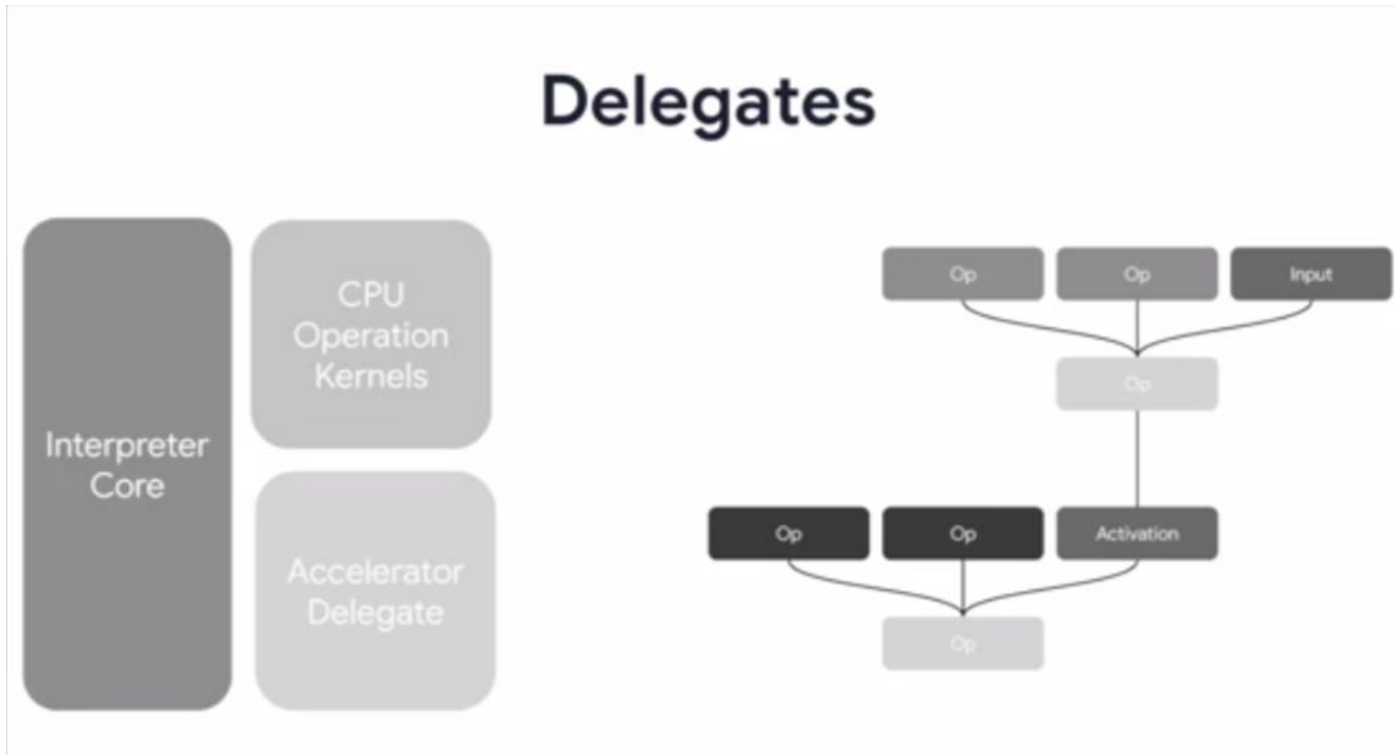 Delegates
Interpreter
Core
CPU
Operation
Kernels
Accelerator
Delegate
Op
Op
Input
Op
Op
Op
Activation
Op